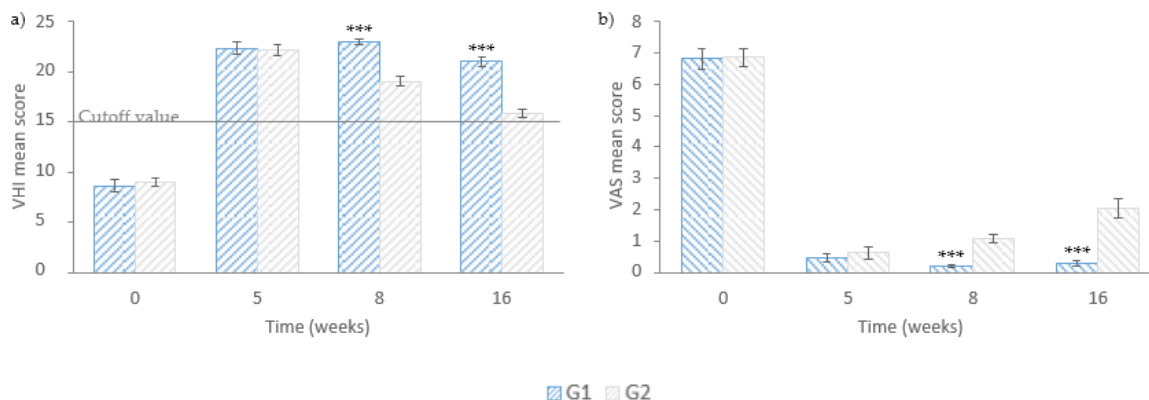 a)
VHI mean score
25
20
15
10
5
0
Cutoff value
***
***
0 5 8 16
Time (weeks)
b)
VAS mean score
8
7
6
5
4
3
2
1
0
***
***
0 5 8 16
Time (weeks)
G1 G2